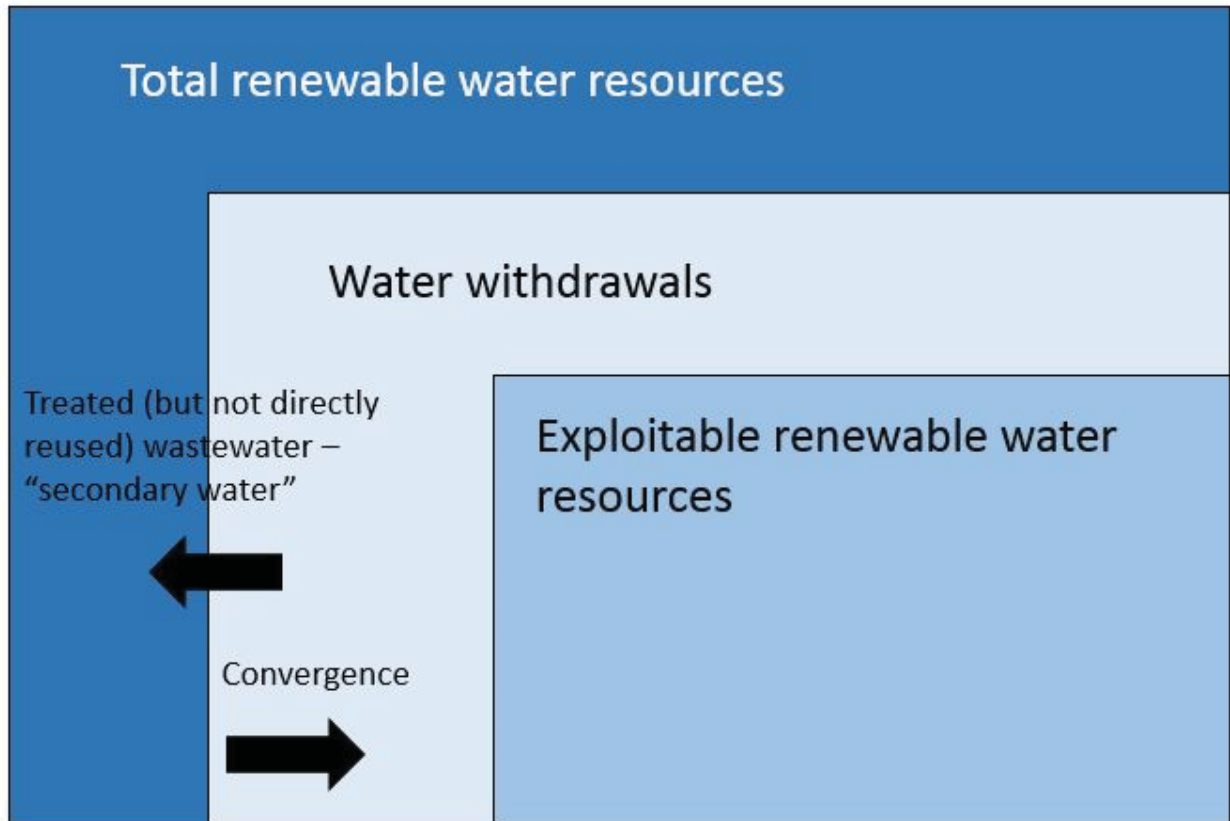 Total renewable water resources
Water withdrawals
Treated (but not directly
reused) wastewater –
“secondary water”
Exploitable renewable water
resources
Convergence